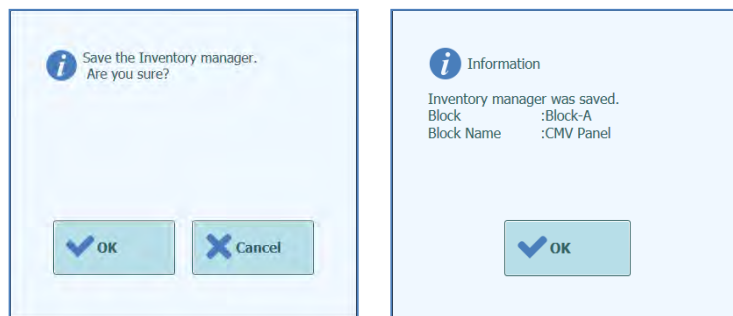 Save the Inventory manager.
Are you sure?
OK
Cancel
Information
Inventory manager was saved.
Block :Block-A
Block Name :CMV Panel
OK